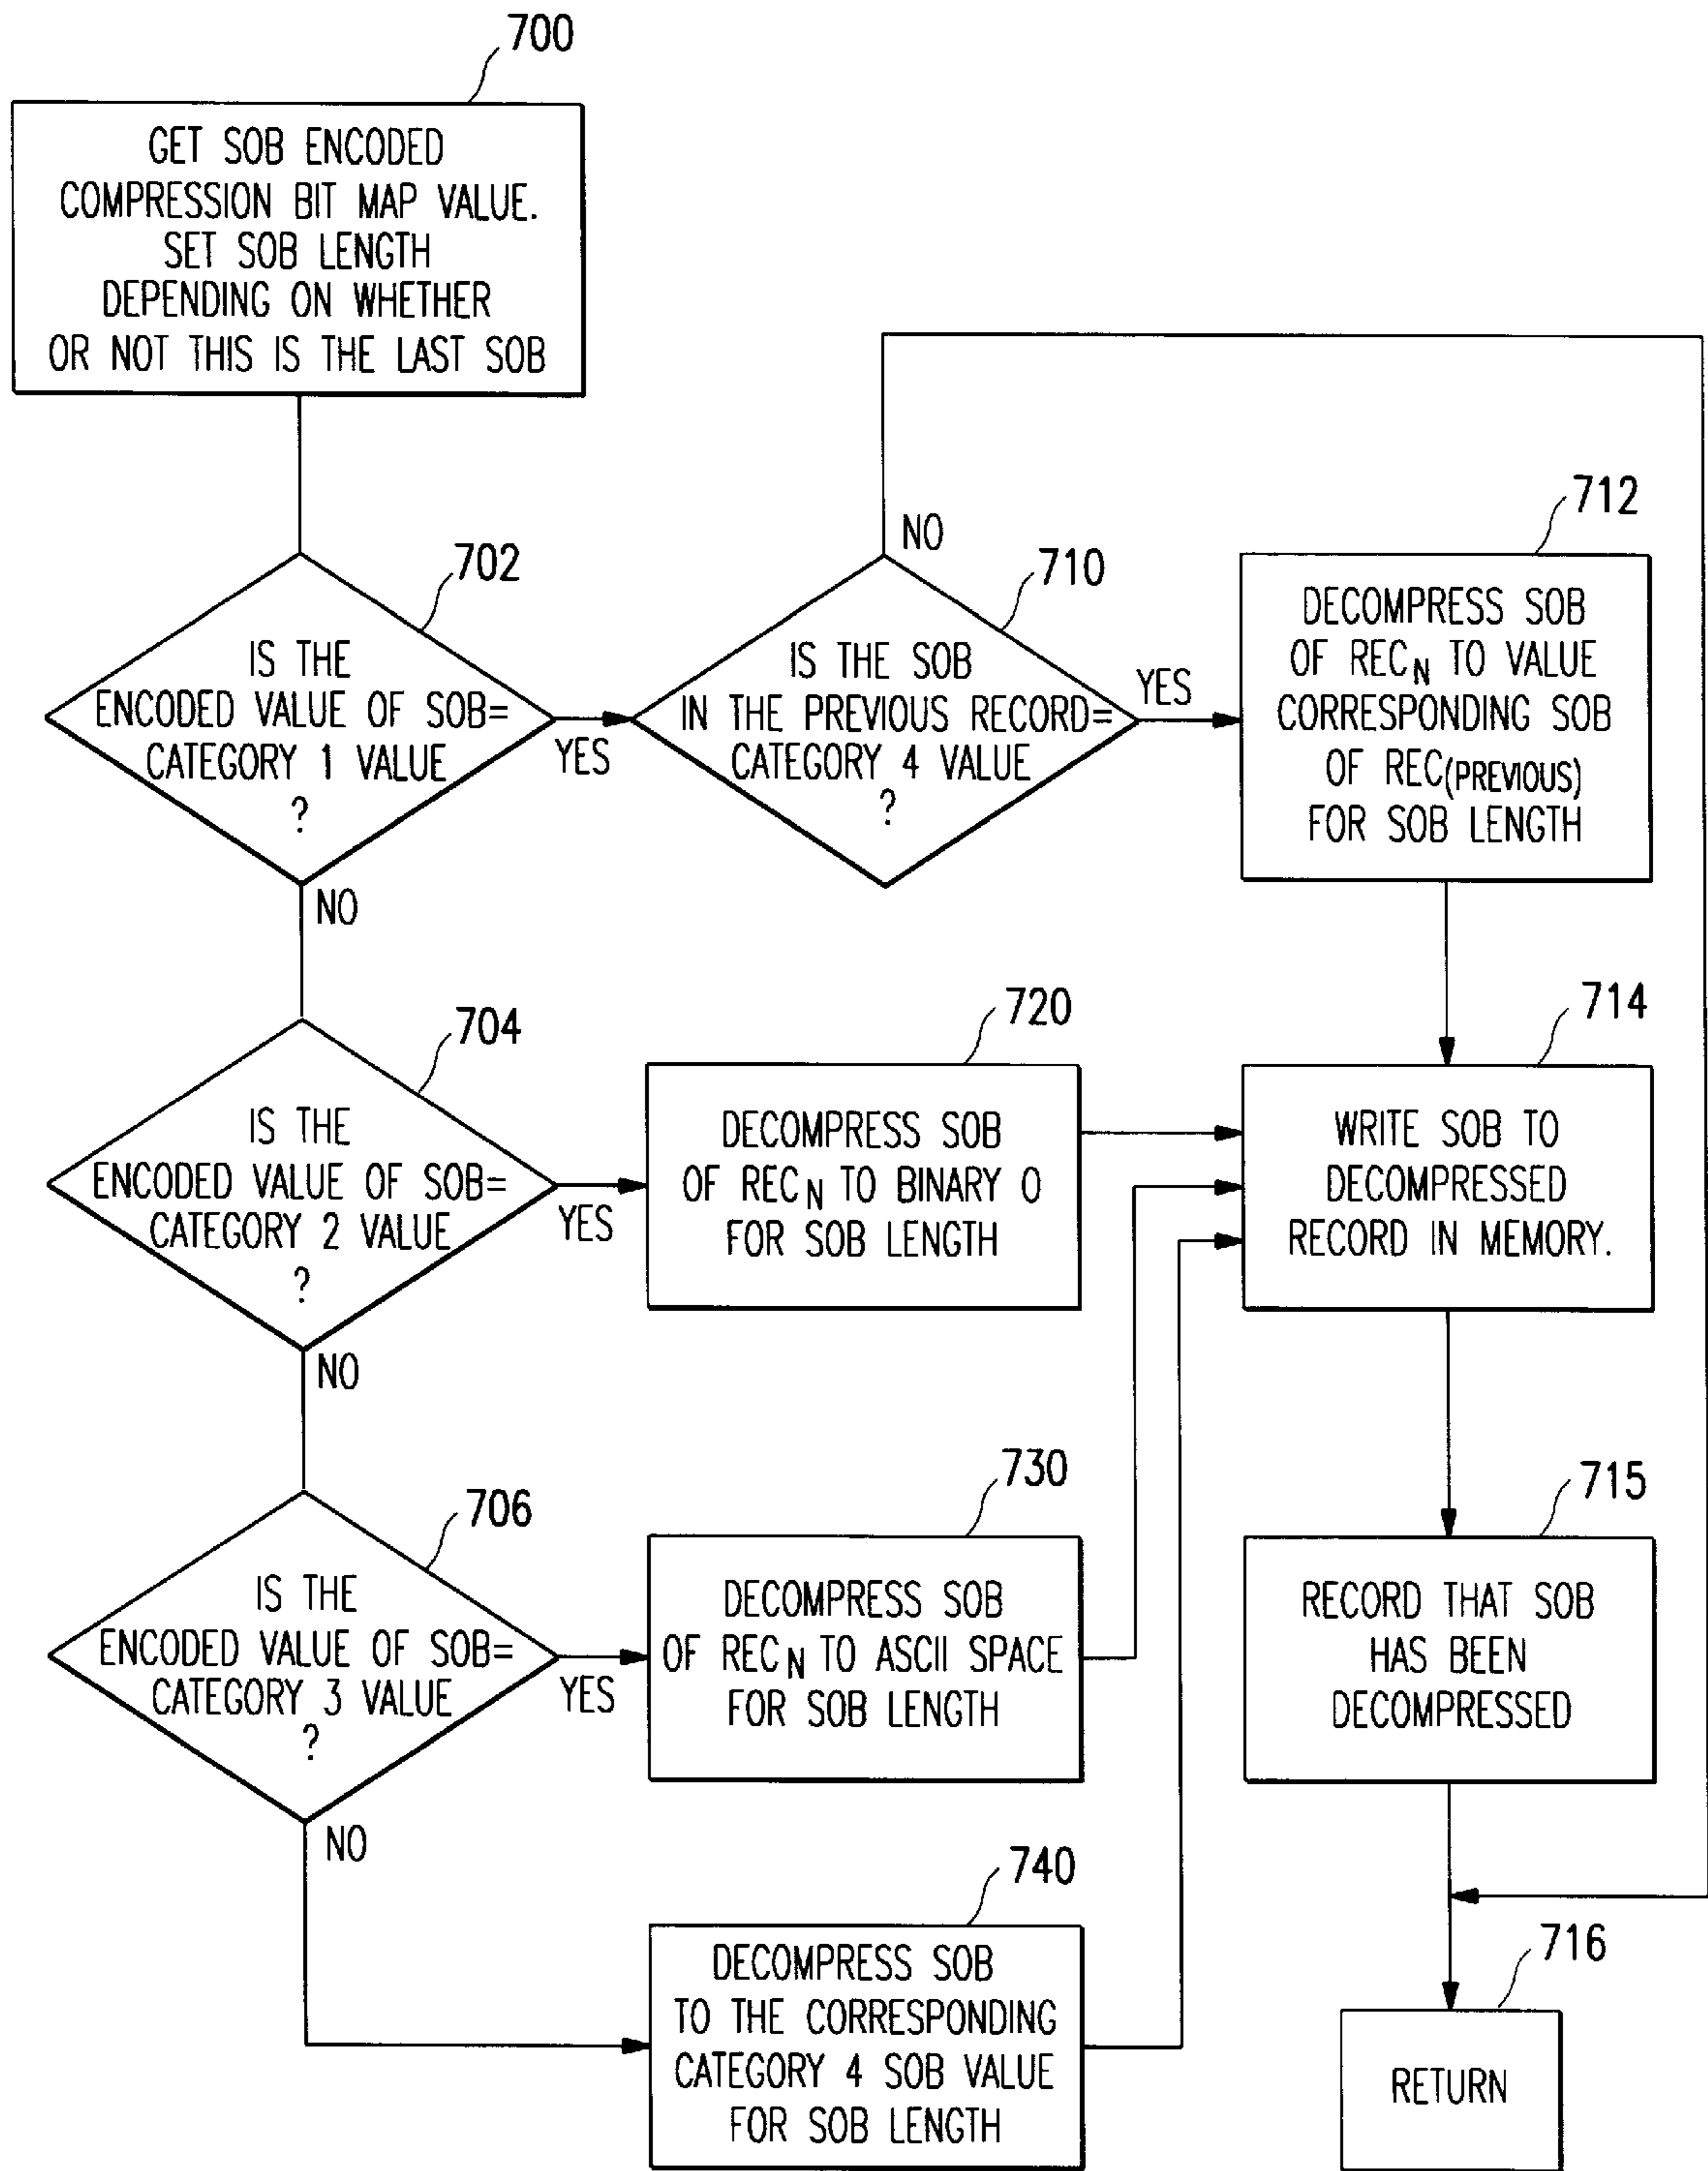 700
GET SOB ENCODED
COMPRESSION BIT MAP VALUE.
SET SOB LENGTH
DEPENDING ON WHETHER
OR NOT THIS IS THE LAST SOB
702
IS THE
ENCODED VALUE OF SOB=
CATEGORY 1 VALUE
?
YES
NO
710
NO
IS THE SOB
IN THE PREVIOUS RECORD=
CATEGORY 4 VALUE
?
YES
712
DECOMPRESS SOB
OF REC N TO VALUE
CORRESPONDING SOB
OF REC(PREVIOUS)
FOR SOB LENGTH
704
IS THE
ENCODED VALUE OF SOB=
CATEGORY 2 VALUE
?
YES
NO
720
DECOMPRESS SOB
OF REC N TO BINARY 0
FOR SOB LENGTH
714
WRITE SOB TO
DECOMPRESSED
RECORD IN MEMORY.
706
IS THE
ENCODED VALUE OF SOB=
CATEGORY 3 VALUE
?
YES
NO
730
DECOMPRESS SOB
OF REC N TO ASCII SPACE
FOR SOB LENGTH
715
RECORD THAT SOB
HAS BEEN
DECOMPRESSED
740
DECOMPRESS SOB
TO THE CORRESPONDING
CATEGORY 4 SOB VALUE
FOR SOB LENGTH
716
RETURN